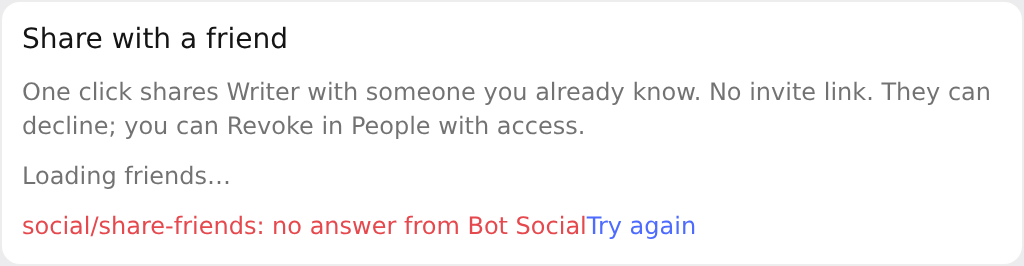 Share with a friend
One click shares Writer with someone you already know. No invite link. They can
decline; you can Revoke in People with access.
Loading friends…
social/share-friends: no answer from Bot SocialTry again